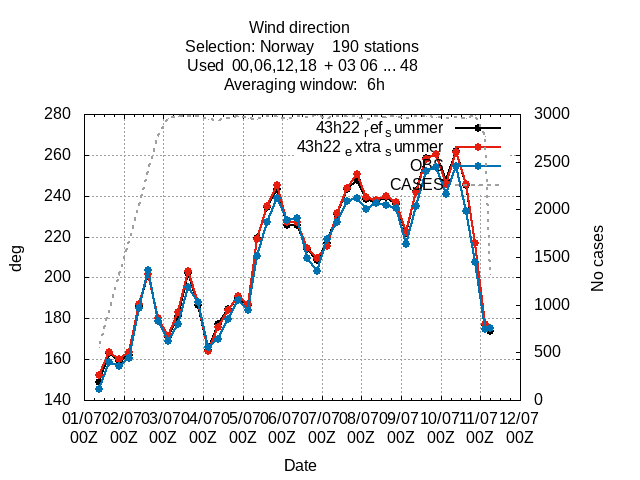 Wind direction
Selection: Norway    190 stations
Used  00,06,12,18  + 03 06 ... 48
Averaging window:  6h
280
260
240
220
200
180
160
140
deg
3000
2500
2000
1500
1000
500
0
No cases
43h22 ref summer
43h22 extra summer
OBS
CASES
01/07 02/07 03/07 04/07 05/07 06/07 07/07 08/07 09/07 10/07 11/07 12/07
00Z 00Z 00Z 00Z 00Z 00Z 00Z 00Z 00Z 00Z 00Z 00Z
Date